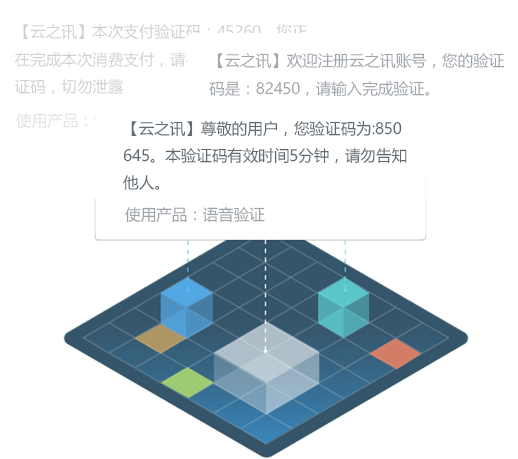 【云之讯】本次支付验证码：45260，您正
在完成本次消费支付，请
证码，切勿泄露
使用产品：
【云之讯】欢迎注册云之讯账号，您的验证
码是：82450，请输入完成验证。
【云之讯】尊敬的用户，您验证码为:850
645。本验证码有效时间5分钟，请勿告知
他人。
使用产品：语音验证